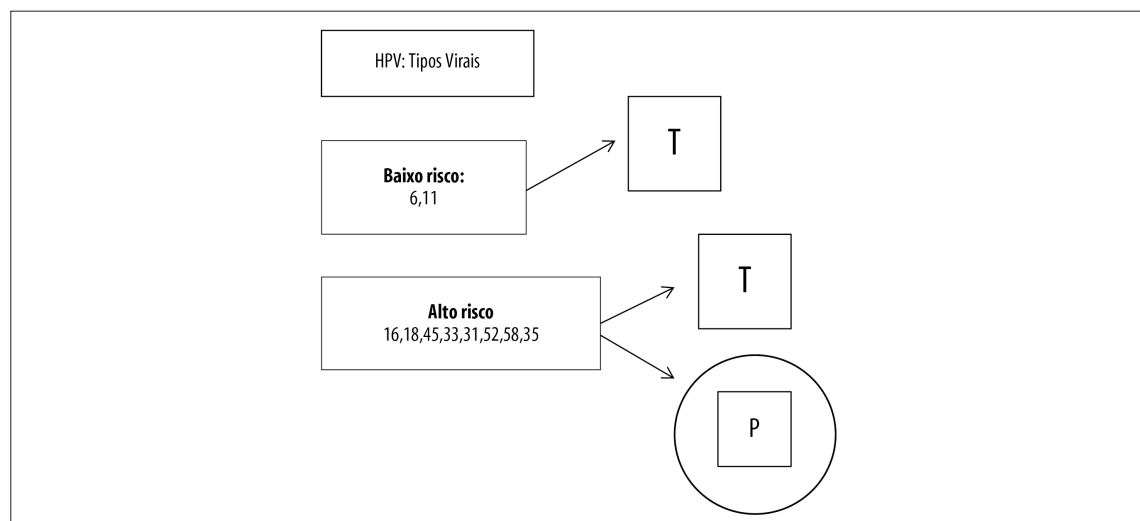 HPV: Tipos Virais
T
Baixo risco:
6,11
T
Alto risco
16,18,45,33,31,52,58,35
P